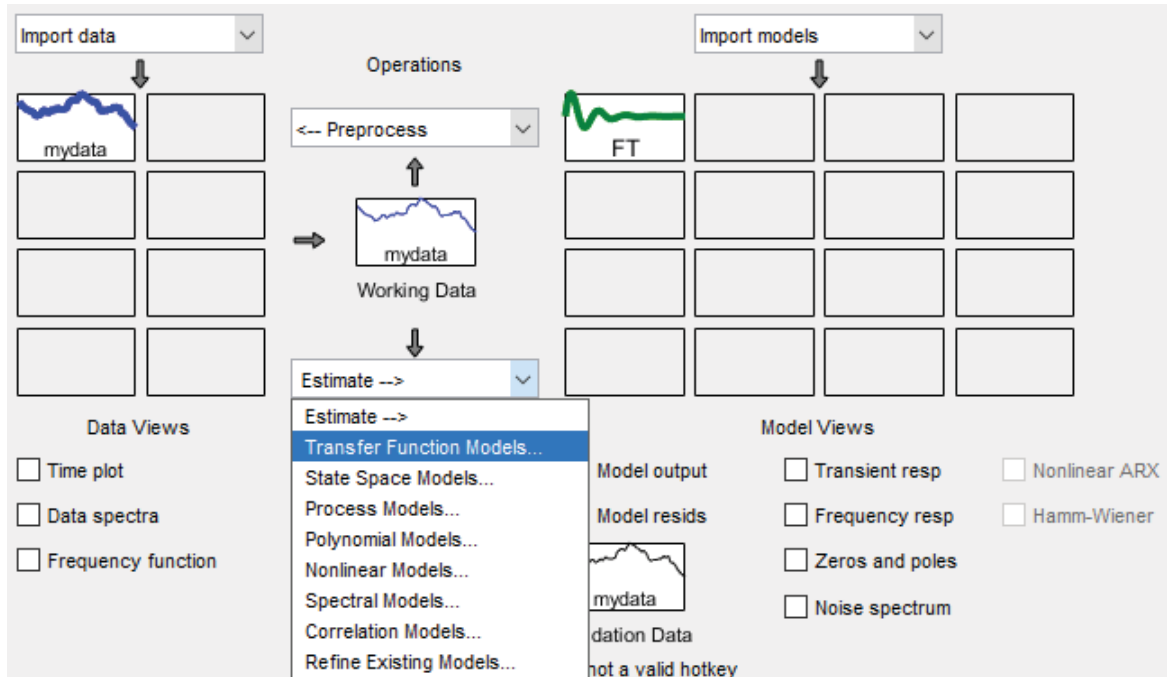 Import data
Import models
Operations
mydata
<-- Preprocess
FT
mydata
Working Data
Estimate -->
Estimate -->
Transfer Function Models...
State Space Models...
Process Models...
Polynomial Models...
Nonlinear Models...
Spectral Models...
Correlation Models...
Refine Existing Models...
Data Views
Time plot
Data spectra
Frequency function
Model Views
Model output
Transient resp
Nonlinear ARX
Model resids
Frequency resp
Hamm-Wiener
Zeros and poles
mydata
Noise spectrum
dation Data
not a valid hotkey